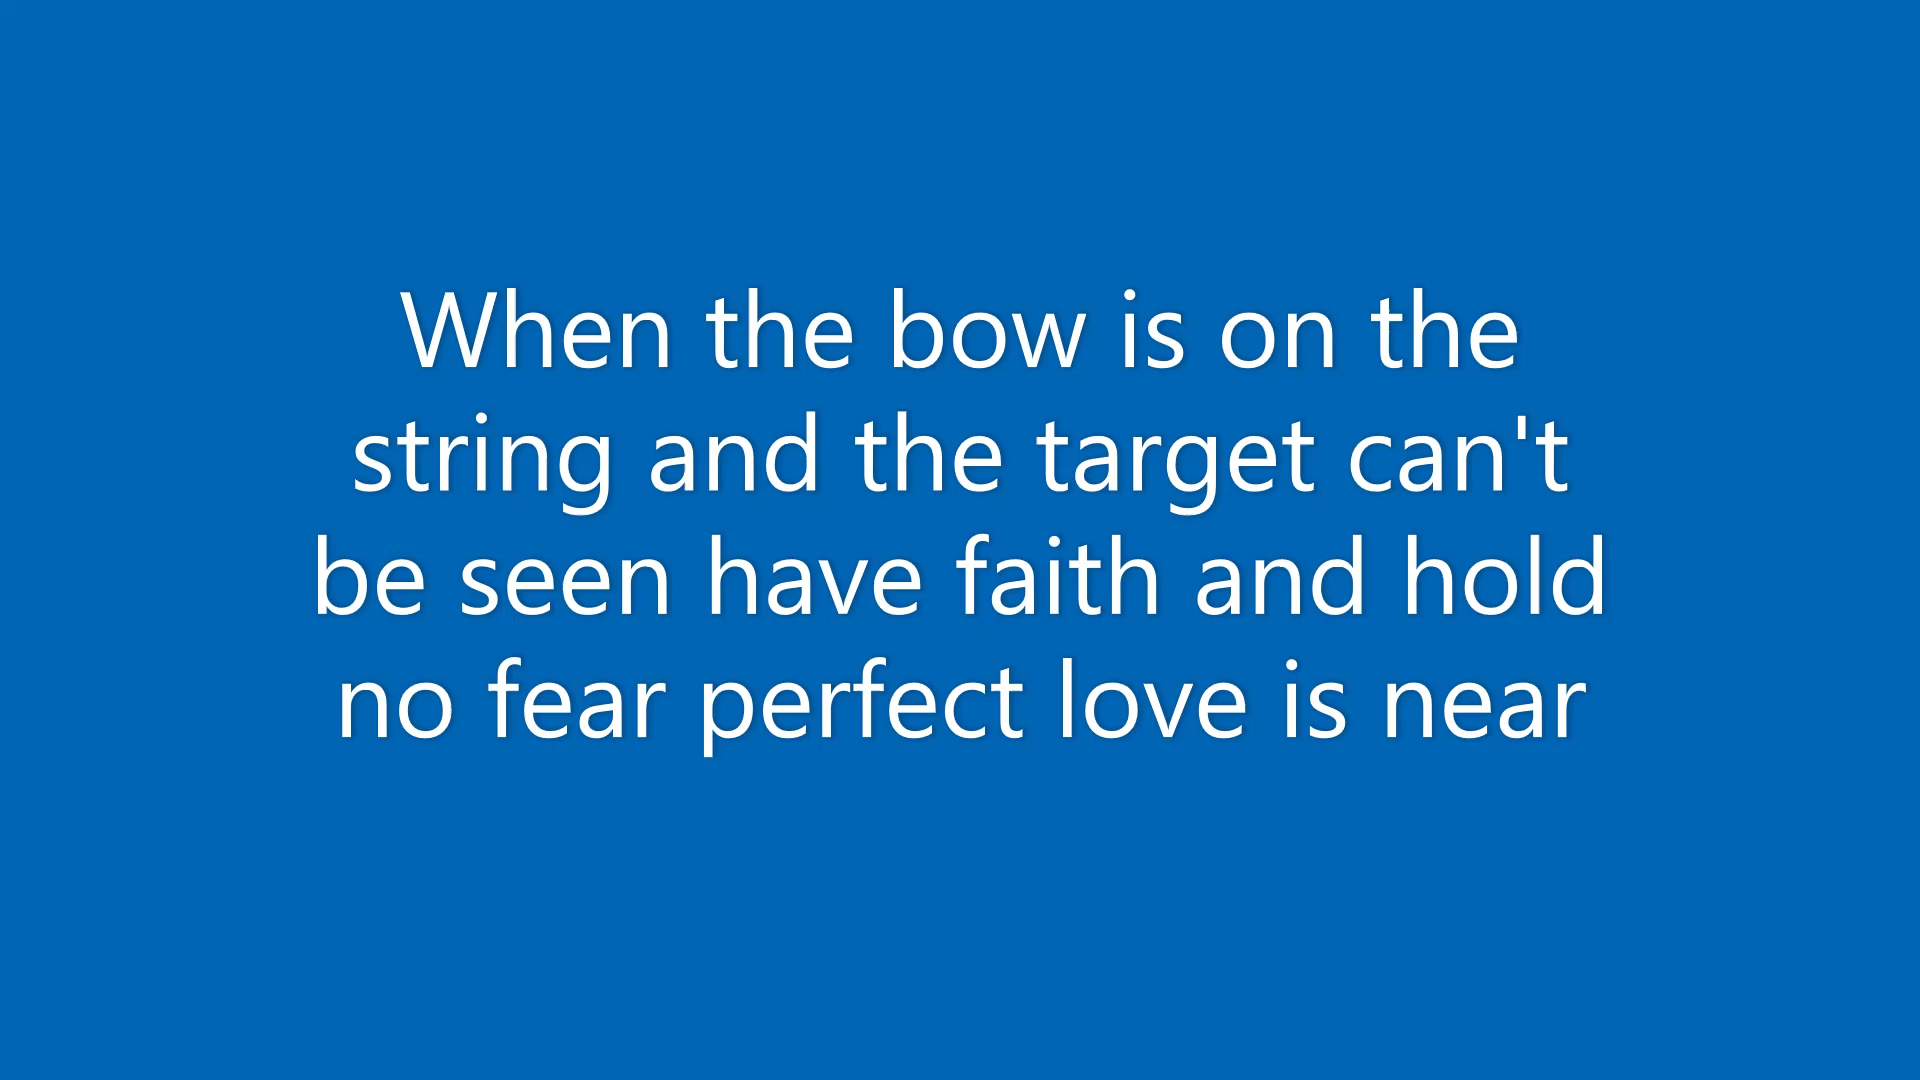 When the bow is on the
string and the target can't
be seen have faith and hold
no fear perfect love is near